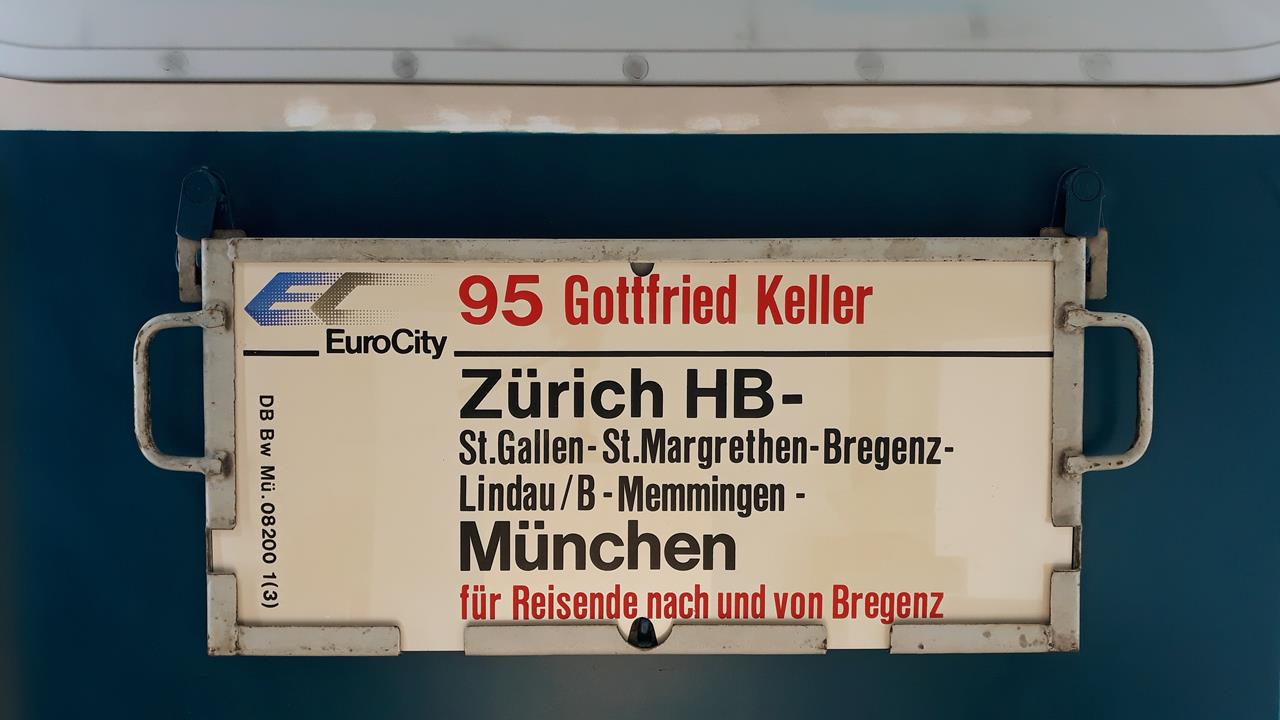 EC 95 Gottfried Keller
EuroCity
Zürich HB-
St.Gallen-St.Margrethen-Bregenz-
Lindau/B-Memmingen-
München
für Reisende nach und von Bregenz
DB Bw Mü. 08200 1(3)